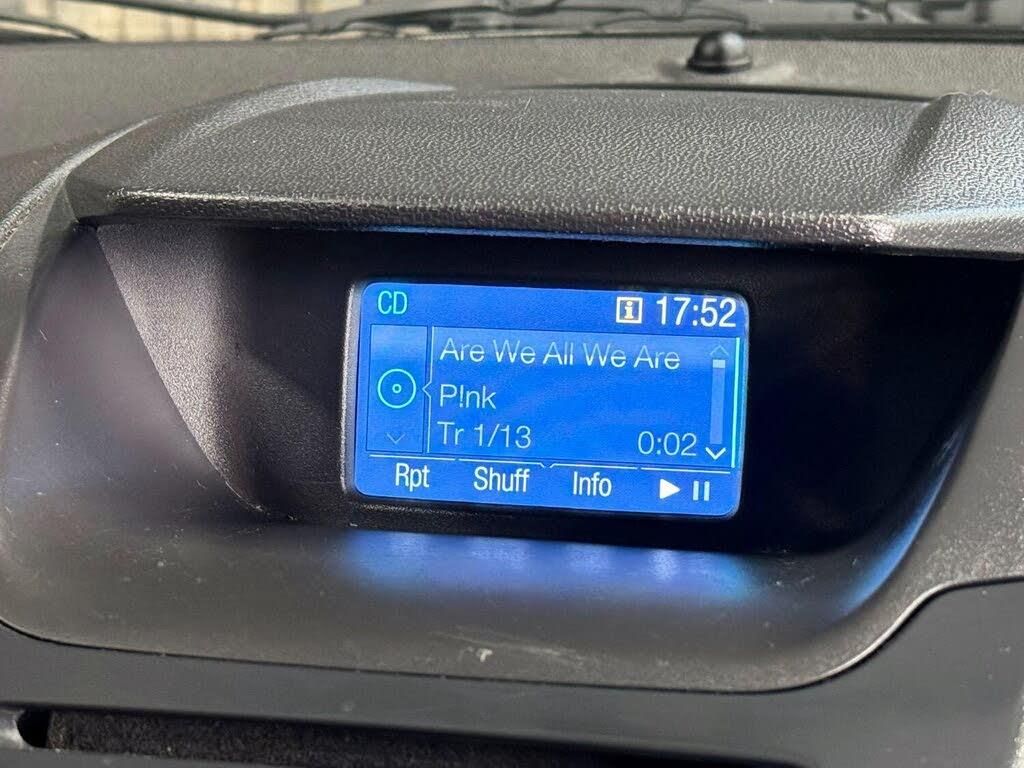 CD 17:52
Are We All We Are
P!nk
Tr 1/13 0:02
Rpt Shuff Info